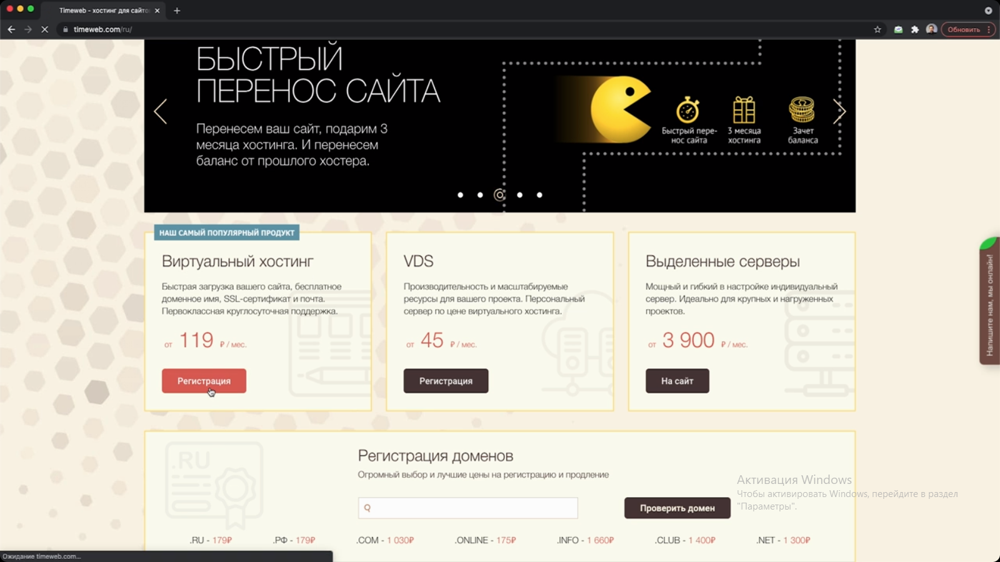 Timeweb - хостинг для сайто
timeweb.com/ru/
Обновить
БЫСТРЫЙ
ПЕРЕНОС САЙТА
Перенесем ваш сайт, подарим 3
месяца хостинга. И перенесем
баланс от прошлого хостера.
Быстрый пере-
нос сайта
3 месяца
хостинга
Зачет
баланса
НАШ САМЫЙ ПОПУЛЯРНЫЙ ПРОДУКТ
Виртуальный хостинг
Быстрая загрузка вашего сайта, бесплатное
доменное имя, SSL-сертификат и почта.
Первоклассная круглосуточная поддержка.
от 119 ₽ / мес.
Регистрация
VDS
Производительность и масштабируемые
ресурсы для вашего проекта. Персональный
сервер по цене виртуального хостинга.
от 45 ₽ / мес.
Регистрация
Выделенные серверы
Мощный и гибкий в настройке индивидуальный
сервер. Идеально для крупных и нагруженных
проектов.
от 3 900 ₽ / мес.
На сайт
Напишите нам, мы онлайн!
.RU
Регистрация доменов
Огромный выбор и лучшие цены на регистрацию и продление
Проверить домен
Активация Windows
Чтобы активировать Windows, перейдите в раздел
"Параметры".
.RU - 179₽ .РФ - 179₽ .COM - 1 030₽ .ONLINE - 175₽ .INFO - 1 660₽ .CLUB - 1 400₽ .NET - 1 300₽
Ожидание timeweb.com...